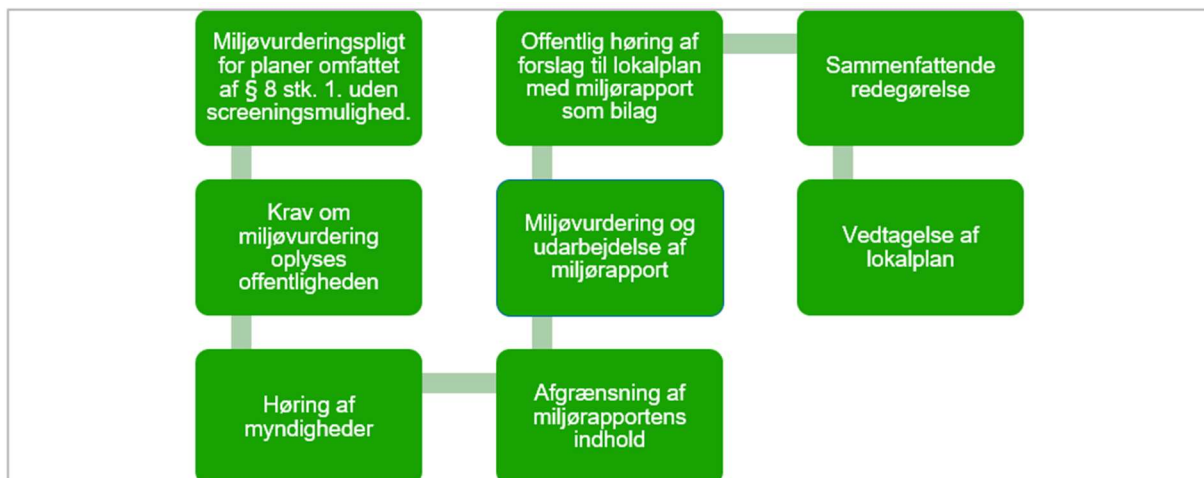 Miljøvurderingspligt
for planer omfattet
af § 8 stk. 1. uden
screeningsmulighed.
Krav om
miljøvurdering
oplyses
offentligheden
Høring af
myndigheder
Afgrænsning af
miljørapportens
indhold
Miljøvurdering og
udarbejdelse af
miljørapport
Offentlig høring af
forslag til lokalplan
med miljørapport
som bilag
Sammenfattende
redegørelse
Vedtagelse af
lokalplan